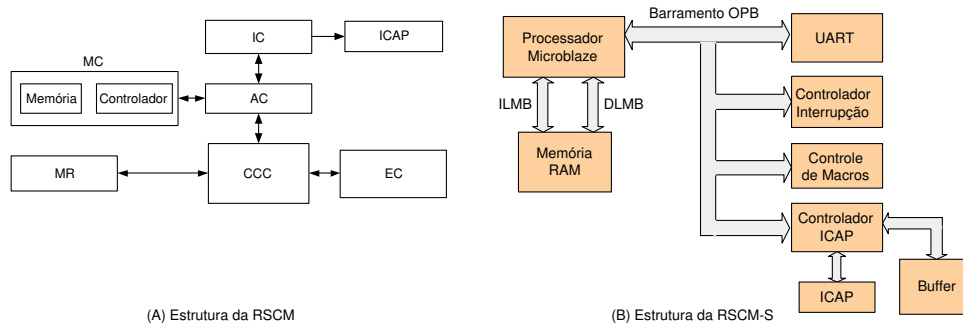 IC
ICAP
MC
Memória
Controlador
AC
MR
CCC
EC
(A) Estrutura da RSCM
Barramento OPB
Processador
Microblaze
UART
ILMB
DLMB
Controlador
Interrupção
Memória
RAM
Controle
de Macros
Controlador
ICAP
ICAP
Buffer
(B) Estrutura da RSCM-S